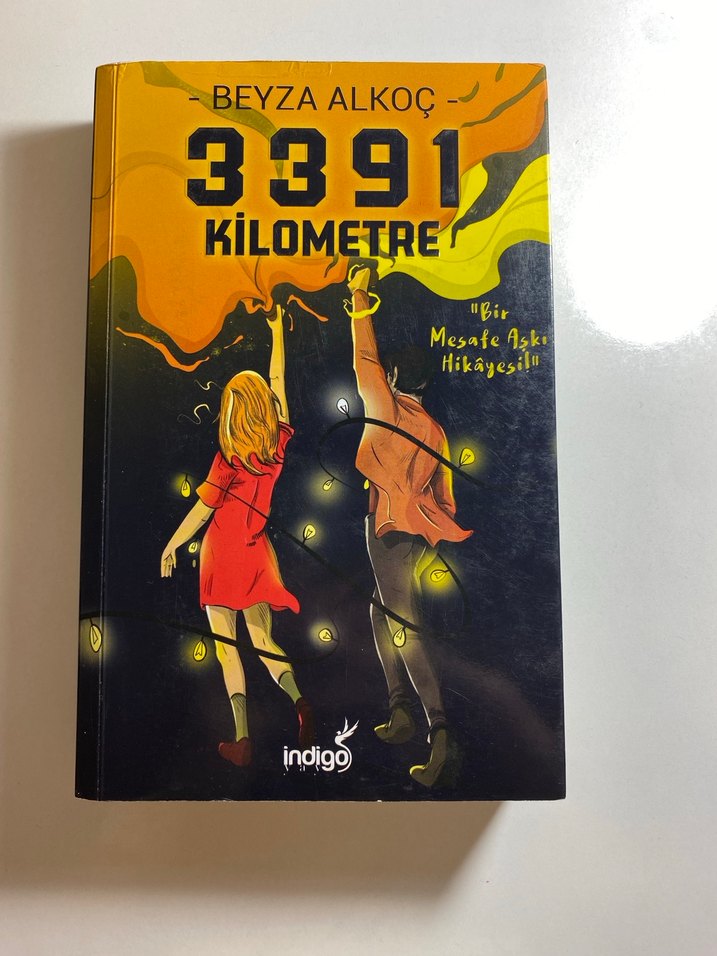 - BEYZA ALKOÇ -
3391
KİLOMETRE
"Bir
Mesafe Aşkı
Hikâyesi!"
indigo